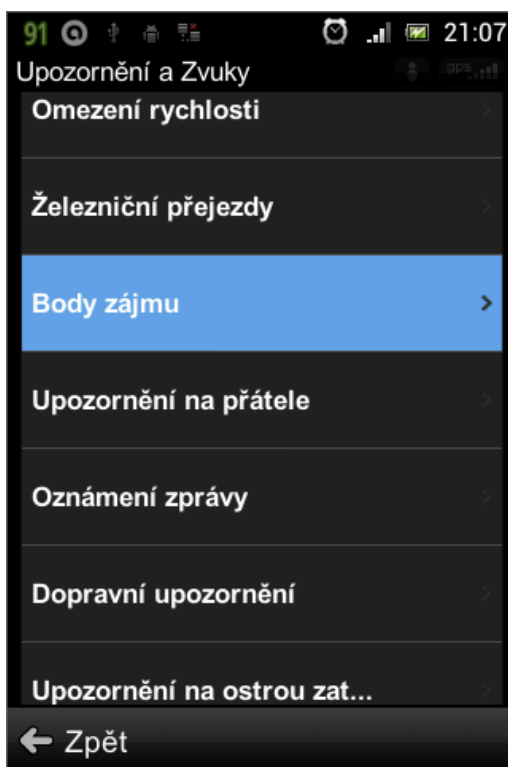 91 21:07
Upozornění a Zvuky gps
Omezení rychlosti
Železniční přejezdy
Body zájmu
Upozornění na přátele
Oznámení zprávy
Dopravní upozornění
Upozornění na ostrou zat...
Zpět